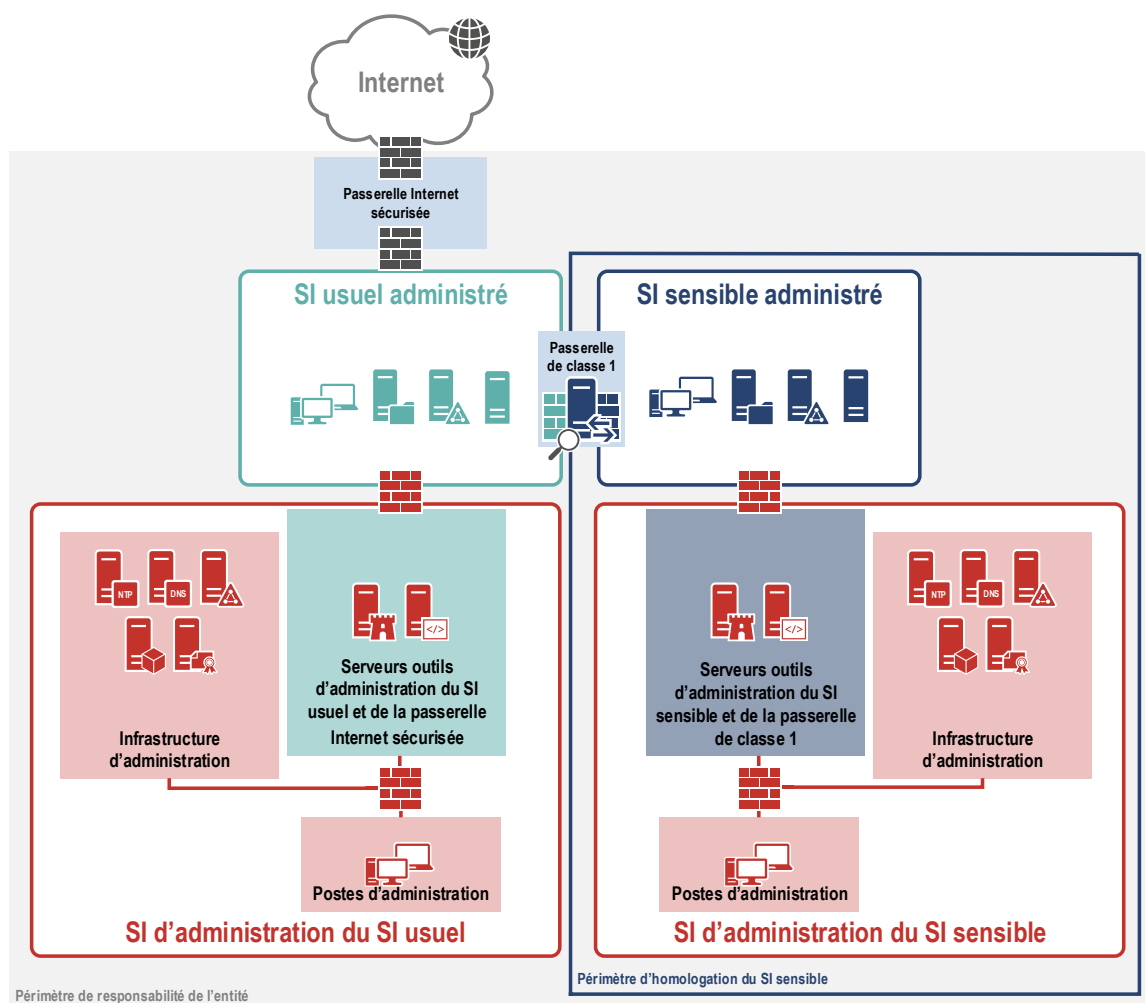 Internet
Passerelle Internet
sécurisée
SI usuel administré
SI sensible administré
Passerelle
de classe 1
NTP
DNS
</>
Serveurs outils
d'administration du SI
usuel et de la passerelle
Internet sécurisée
Infrastructure
d'administration
Postes d'administration
SI d'administration du SI usuel
</>
NTP
DNS
Serveurs outils
d'administration du SI
sensible et de la passerelle
de classe 1
Infrastructure
d'administration
Postes d'administration
SI d'administration du SI sensible
Périmètre d'homologation du SI sensible
Périmètre de responsabilité de l'entité